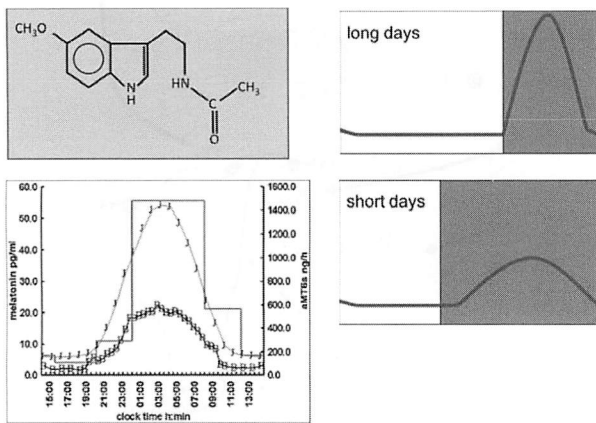 CH₃O
N
H
NH
C
CH₃
O
long days
short days
60.0
50.0
40.0
30.0
20.0
10.0
0.0
melatonin pg/ml
1600.0
1400.0
1200.0
1000.0
800.0
600.0
400.0
200.0
0.0
aMT6s ng/h
15:00
17:00
19:00
21:00
23:00
01:00
03:00
05:00
07:00
09:00
11:00
13:00
clock time h:min